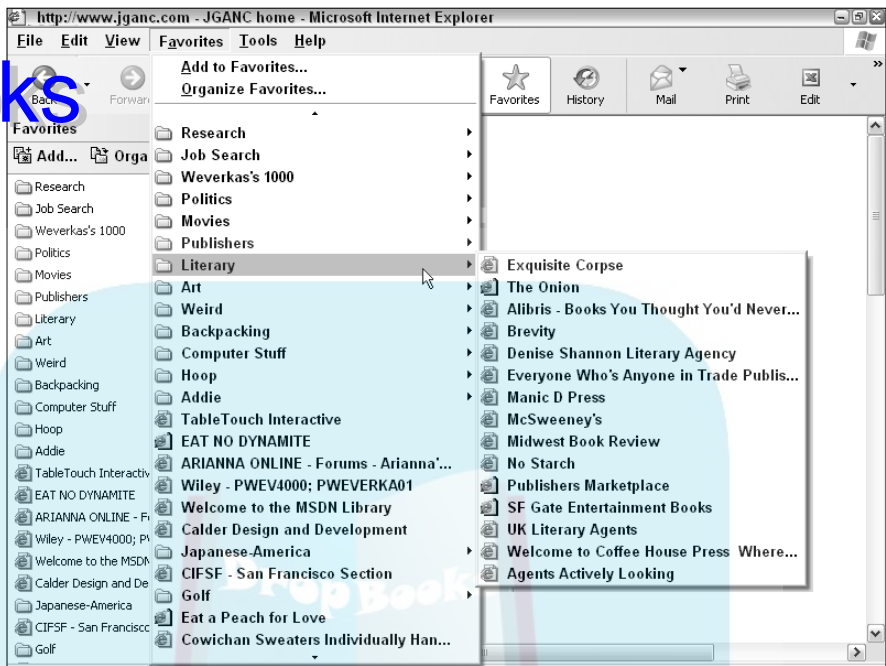 http://www.jganc.com - JGANC home - Microsoft Internet Explorer
File Edit View Favorites Tools Help
ks
Back Forward
Favorites History Mail Print Edit
»
Favorites
Add... Orga
Research
Job Search
Weverkas's 1000
Politics
Movies
Publishers
Literary
Art
Weird
Backpacking
Computer Stuff
Hoop
Addie
TableTouch Interactiv
EAT NO DYNAMITE
ARIANNA ONLINE - F
Wiley - PWEV4000; P
Welcome to the MSDN
Calder Design and De
Japanese-America
CIFSF - San Francisco
Golf
Add to Favorites...
Organize Favorites...
Research
Job Search
Weverkas's 1000
Politics
Movies
Publishers
Literary
Art
Weird
Backpacking
Computer Stuff
Hoop
Addie
TableTouch Interactive
EAT NO DYNAMITE
ARIANNA ONLINE - Forums - Arianna'...
Wiley - PWEV4000; PWEVERKA01
Welcome to the MSDN Library
Calder Design and Development
Japanese-America
CIFSF - San Francisco Section
Golf
Eat a Peach for Love
Cowichan Sweaters Individually Han...
Exquisite Corpse
The Onion
Alibris - Books You Thought You'd Never...
Brevity
Denise Shannon Literary Agency
Everyone Who's Anyone in Trade Publis...
Manic D Press
McSweeney's
Midwest Book Review
No Starch
Publishers Marketplace
SF Gate Entertainment Books
UK Literary Agents
Welcome to Coffee House Press Where...
Agents Actively Looking
Drop Book